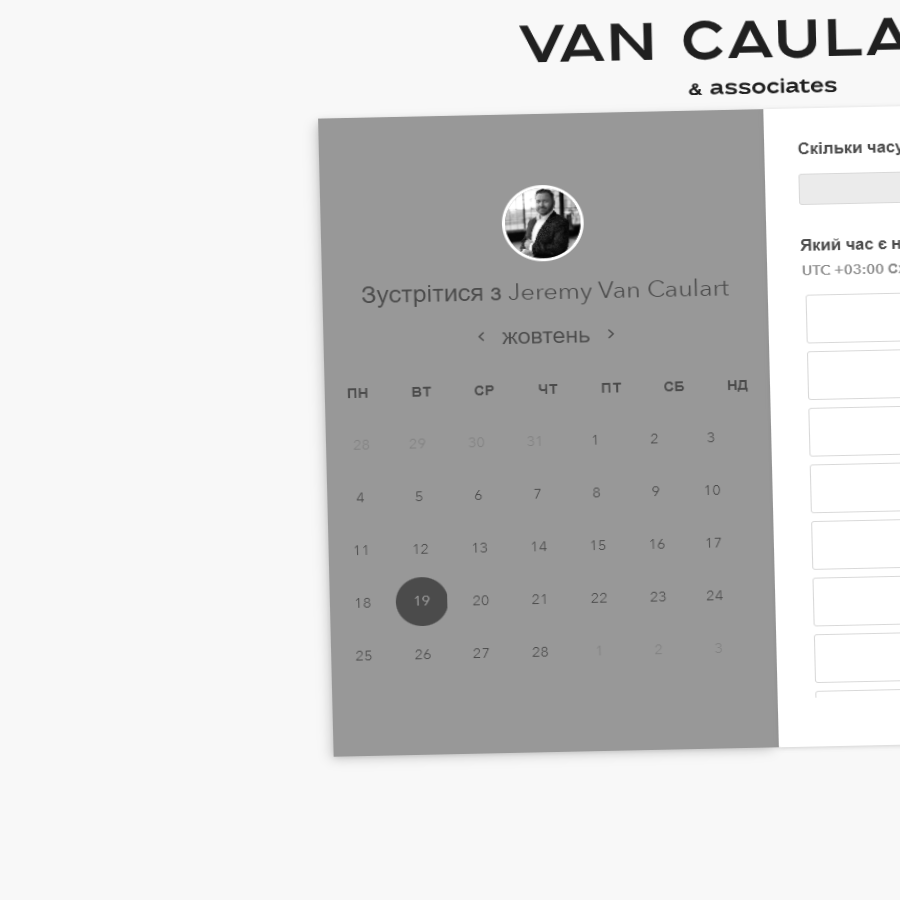 VAN CAULA
& associates
Зустрітися з Jeremy Van Caulart
‹ жовтень ›
ПН ВТ СР ЧТ ПТ СБ НД
28 29 30 31 1 2 3
4 5 6 7 8 9 10
11 12 13 14 15 16 17
18 19 20 21 22 23 24
25 26 27 28 1 2 3
Скільки часу
Який час є
UTC +03:00